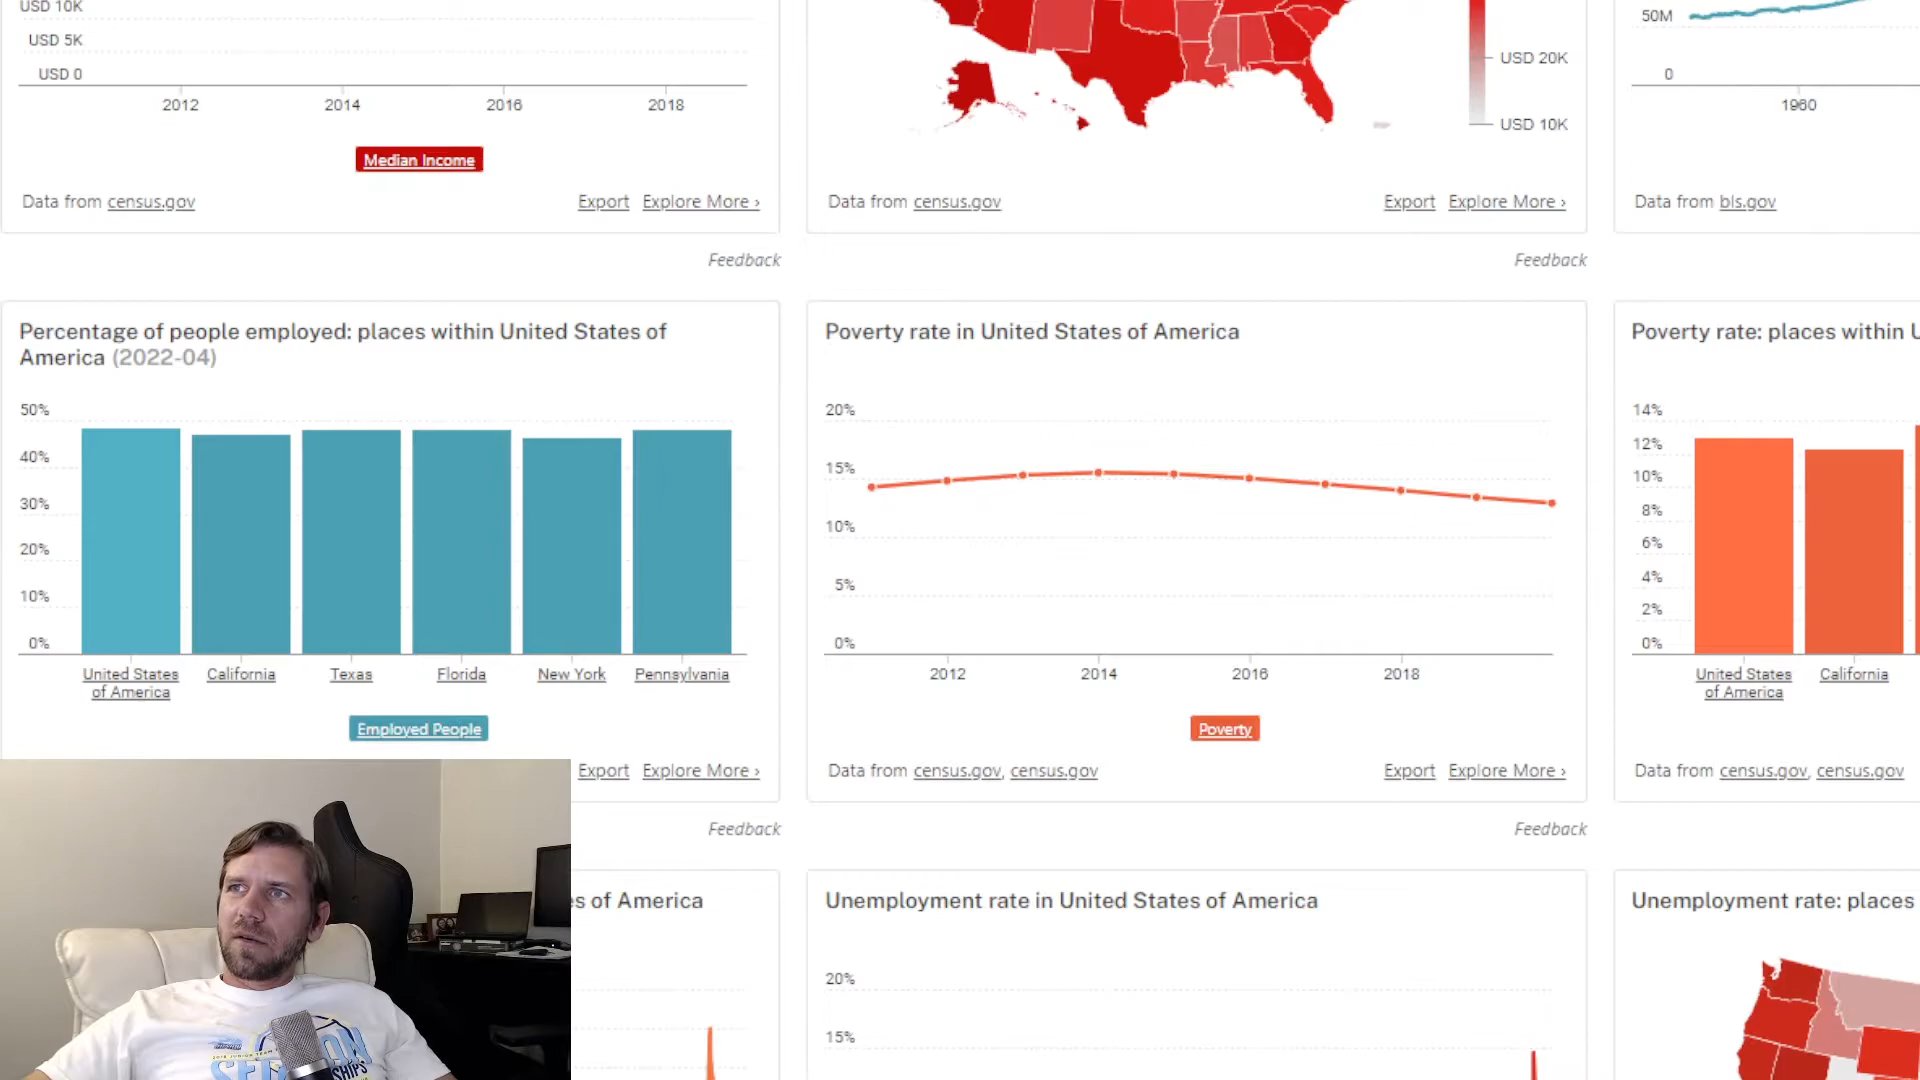 USD 10K
USD 5K
USD 0
2012 2014 2016 2018
Median Income
Data from census.gov Export Explore More ›
Feedback
USD 20K
USD 10K
Data from census.gov Export Explore More ›
Feedback
50M
0
1960
Data from bls.gov
Percentage of people employed: places within United States of
America (2022-04)
50%
40%
30%
20%
10%
0%
United States
of America
California
Texas
Florida
New York
Pennsylvania
Employed People
Export Explore More ›
Feedback
Poverty rate in United States of America
20%
15%
10%
5%
0%
2012 2014 2016 2018
Poverty
Data from census.gov, census.gov Export Explore More ›
Feedback
Poverty rate: places within U
14%
12%
10%
8%
6%
4%
2%
0%
United States
of America
California
Data from census.gov, census.gov
s of America
Unemployment rate in United States of America
20%
15%
Unemployment rate: places